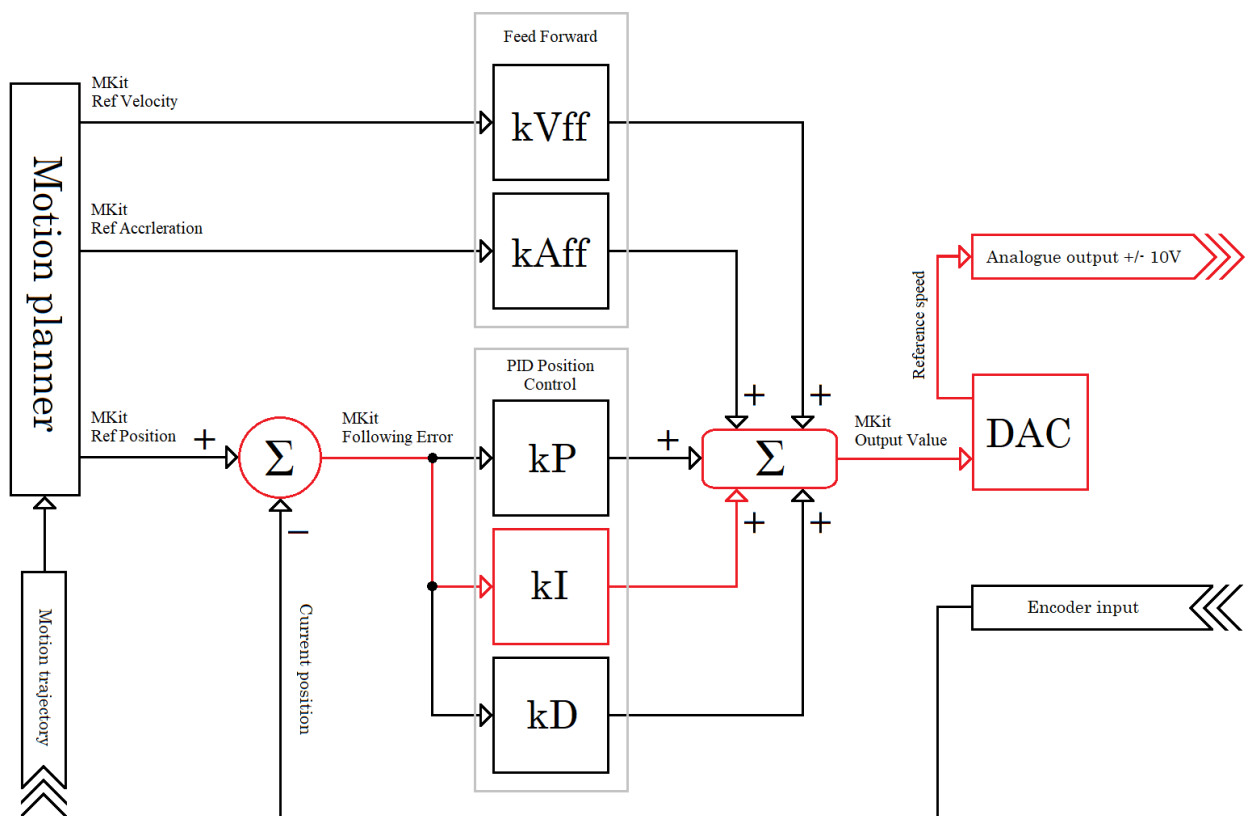 Feed Forward
MKit
Ref Velocity
kVff
Motion planner
MKit
Ref Accrleration
kAff
Analogue output +/- 10V
Reference speed
PID Position
Control
MKit
Ref Position
+
Σ
−
MKit
Following Error
kP
+
+
+
Σ
+
+
MKit
Output Value
DAC
kI
kD
Motion trajectory
Current position
Encoder input